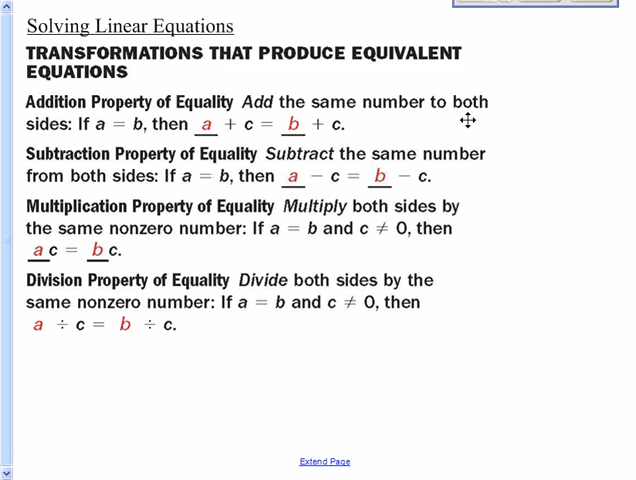 Solving Linear Equations
TRANSFORMATIONS THAT PRODUCE EQUIVALENT
EQUATIONS
Addition Property of Equality Add the same number to both
sides: If a = b, then a + c = b + c.
Subtraction Property of Equality Subtract the same number
from both sides: If a = b, then a − c = b − c.
Multiplication Property of Equality Multiply both sides by
the same nonzero number: If a = b and c ≠ 0, then
a c = b c.
Division Property of Equality Divide both sides by the
same nonzero number: If a = b and c ≠ 0, then
a ÷ c = b ÷ c.
Extend Page